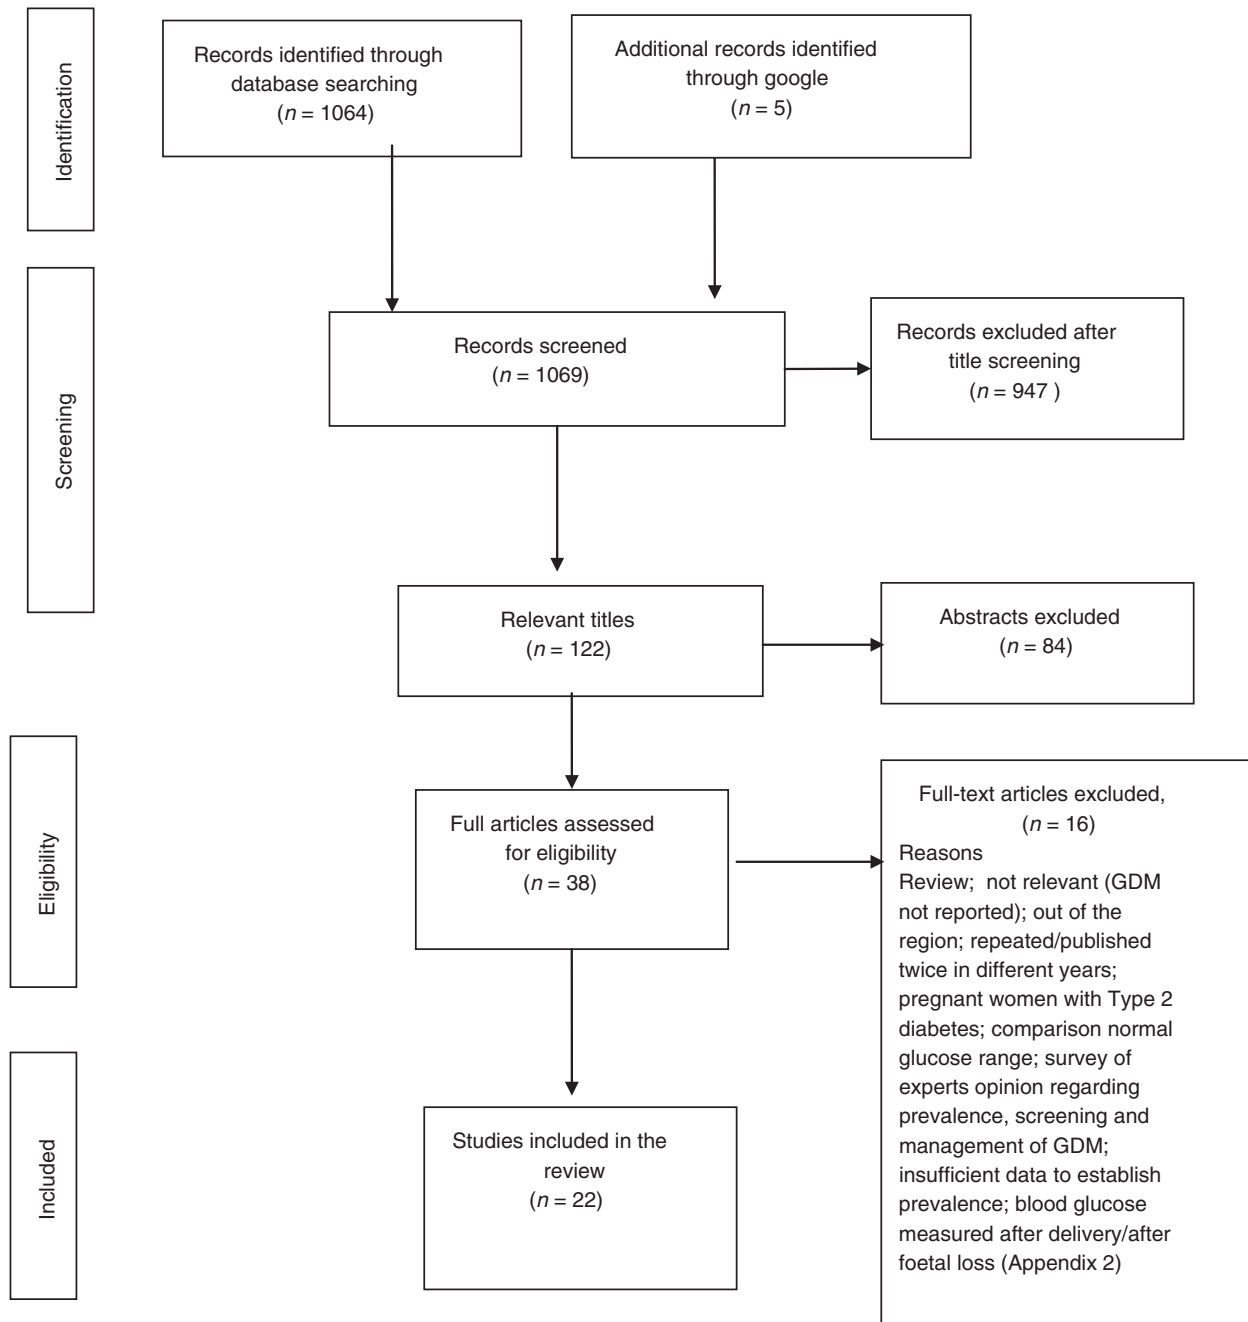 Identification
Records identified through
database searching
(n = 1064)
Additional records identified
through google
(n = 5)
Screening
Records screened
(n = 1069)
Records excluded after
title screening
(n = 947 )
Relevant titles
(n = 122)
Abstracts excluded
(n = 84)
Eligibility
Full articles assessed
for eligibility
(n = 38)
Full-text articles excluded,
(n = 16)
Reasons
Review; not relevant (GDM
not reported); out of the
region; repeated/published
twice in different years;
pregnant women with Type 2
diabetes; comparison normal
glucose range; survey of
experts opinion regarding
prevalence, screening and
management of GDM;
insufficient data to establish
prevalence; blood glucose
measured after delivery/after
foetal loss (Appendix 2)
Included
Studies included in the
review
(n = 22)